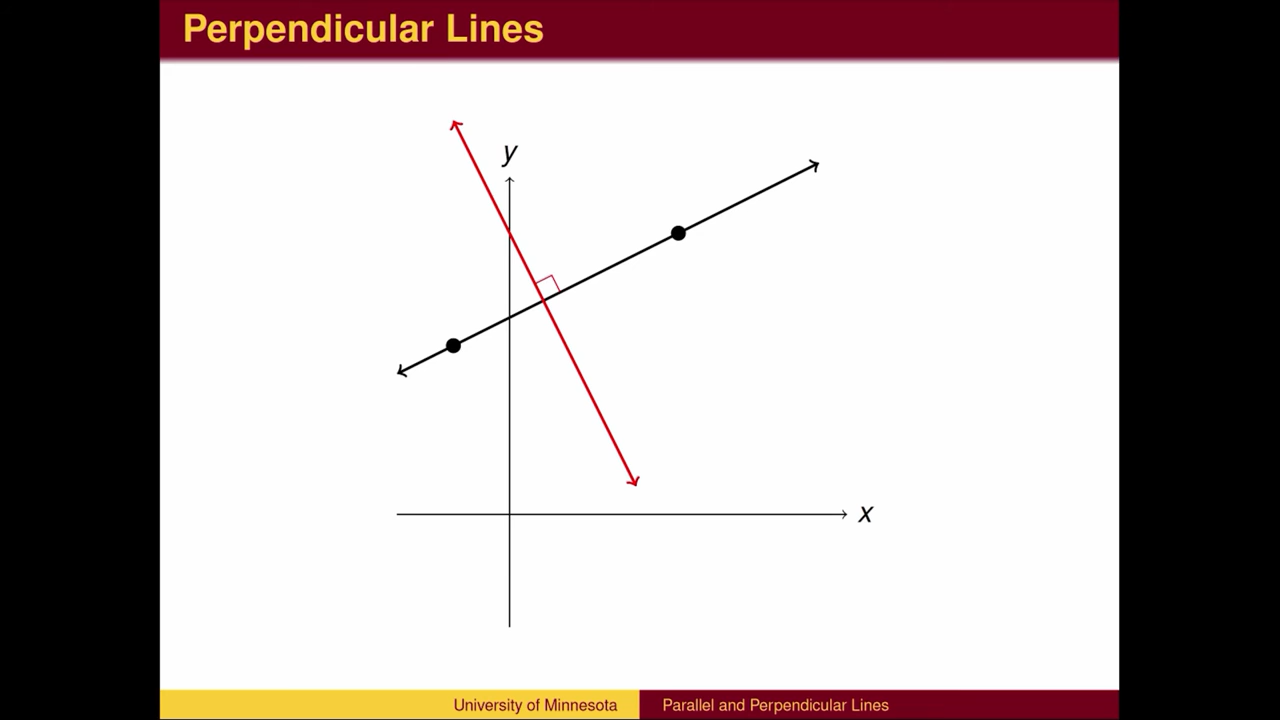 Perpendicular Lines
y
x
University of Minnesota
Parallel and Perpendicular Lines